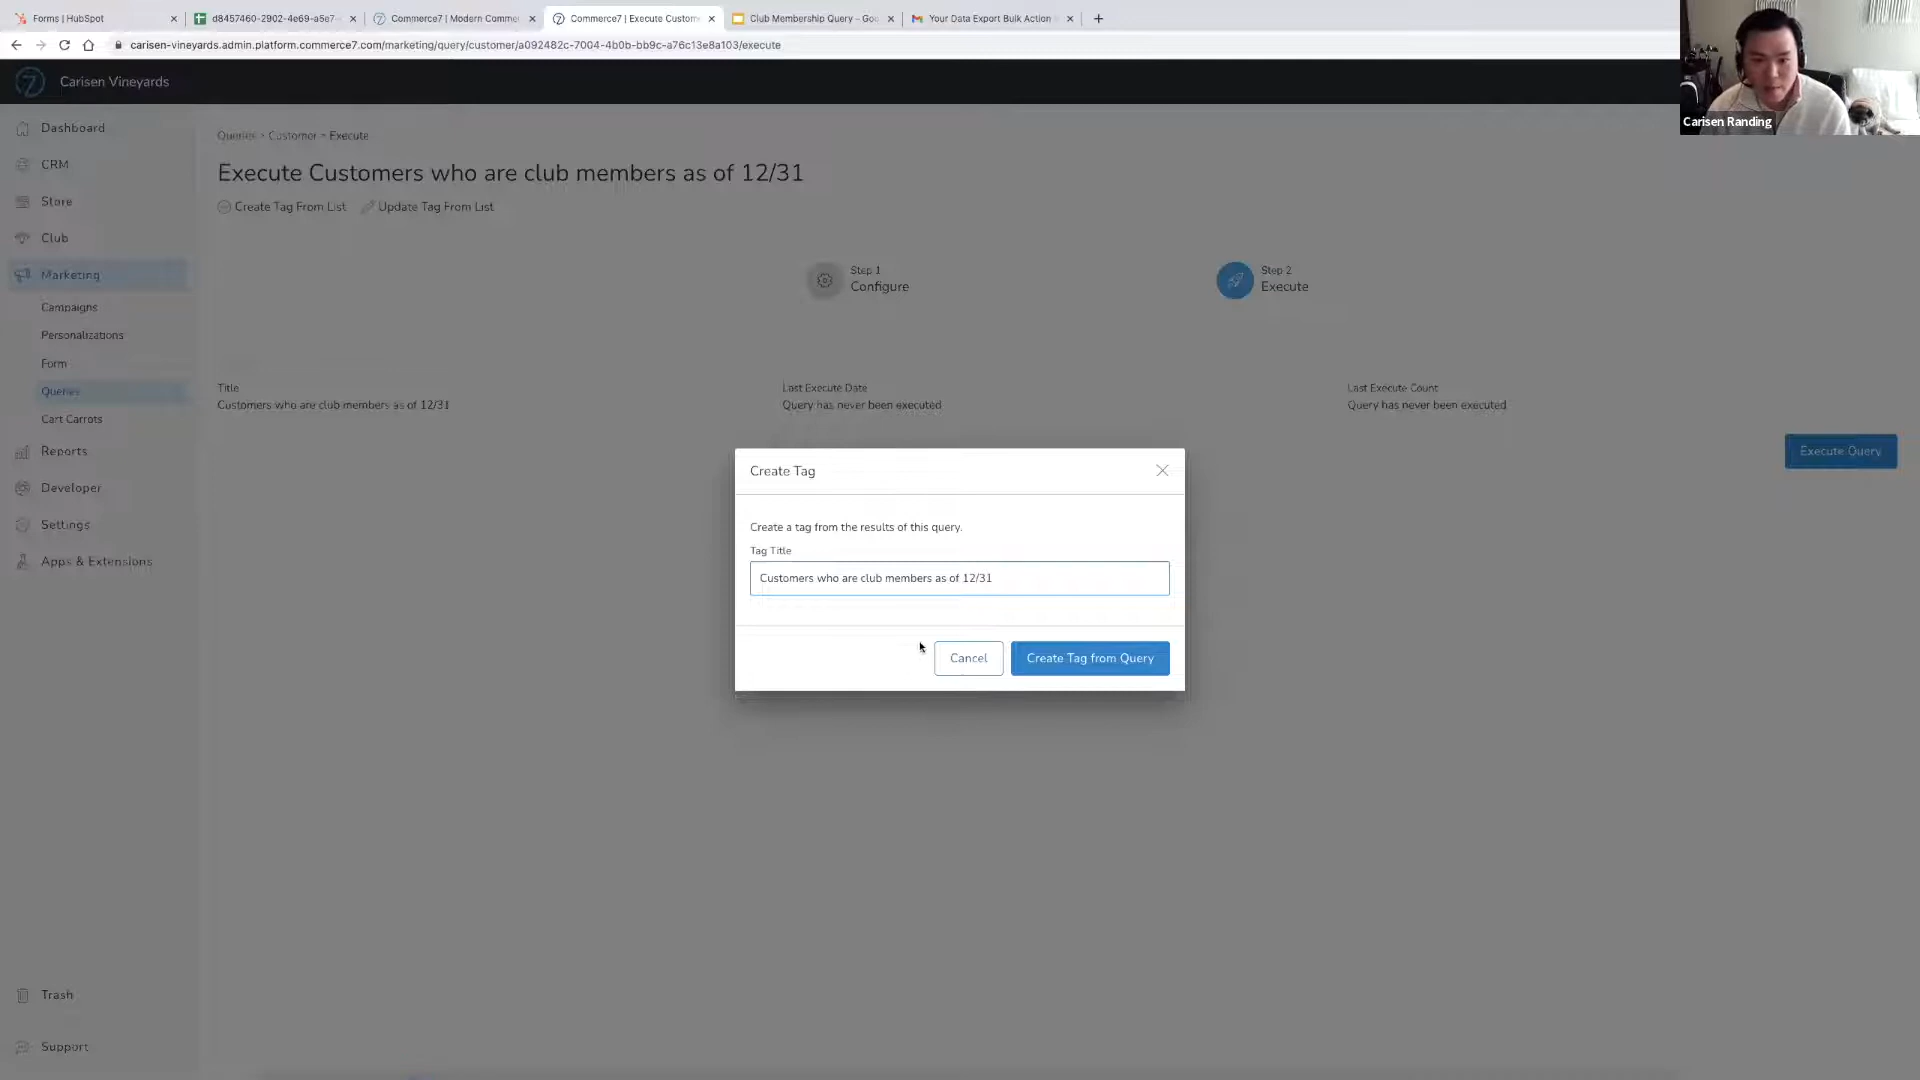 Forms | HubSpot
d8457460-2902-4e69-a5e7-
Commerce7 | Modern Comme
Commerce7 | Execute Custom
Club Membership Query - Goo
Your Data Export Bulk Action
carisen-vineyards.admin.platform.commerce7.com/marketing/query/customer/a092482c-7004-4b0b-bb9c-a76c13e8a103/execute
Carisen Vineyards
Carisen Randing
Dashboard
CRM
Store
Club
Marketing
Campaigns
Personalizations
Form
Queries
Cart Carrots
Reports
Developer
Settings
Apps & Extensions
Trash
Support
Queries > Customer > Execute
Execute Customers who are club members as of 12/31
Create Tag From List Update Tag From List
Step 1
Configure
Step 2
Execute
Title
Customers who are club members as of 12/31
Last Execute Date
Query has never been executed
Last Execute Count
Query has never been executed
Execute Query
Create Tag
Create a tag from the results of this query.
Tag Title
Customers who are club members as of 12/31
Cancel
Create Tag from Query